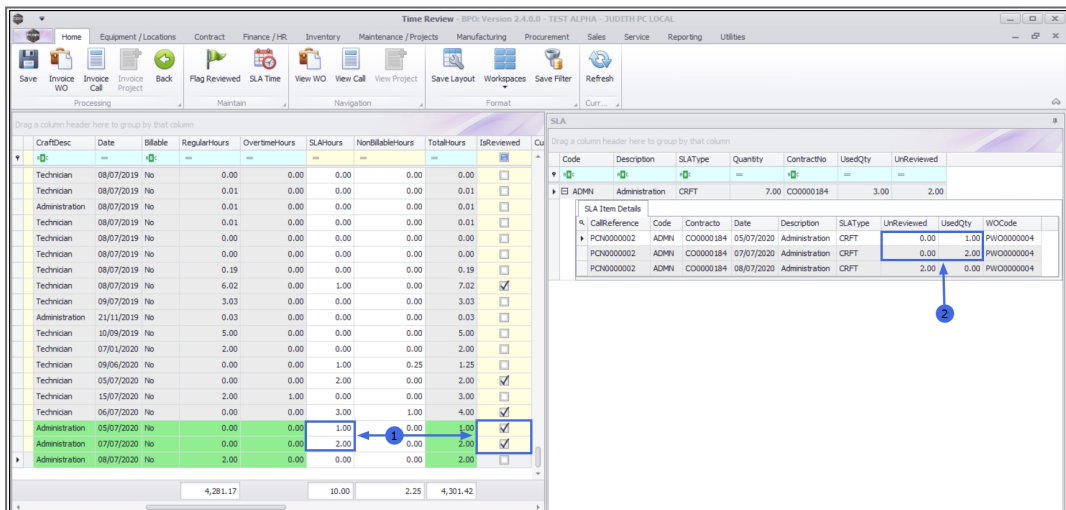 Time Review - BPO: Version 2.4.0.0 - TEST ALPHA - JUDITH PC LOCAL
Home Equipment / Locations Contract Finance / HR Inventory Maintenance / Projects Manufacturing Procurement Sales Service Reporting Utilities
Save Invoice WO Invoice Call Invoice Project Back Flag Reviewed SLA Time View WO View Call View Project Save Layout Workspaces Save Filter Refresh
Processing Maintain Navigation Format Curr...
Drag a column header here to group by that column
CraftDesc Date Billable RegularHours OvertimeHours SLAHours NonBillableHours TotalHours IsReviewed Cu
Technician 08/07/2019 No 0.00 0.00 0.00 0.00 0.00
Technician 08/07/2019 No 0.01 0.00 0.00 0.00 0.01
Administration 08/07/2019 No 0.01 0.00 0.00 0.00 0.01
Technician 08/07/2019 No 0.01 0.00 0.00 0.00 0.01
Technician 08/07/2019 No 0.00 0.00 0.00 0.00 0.00
Technician 08/07/2019 No 0.00 0.00 0.00 0.00 0.00
Technician 08/07/2019 No 0.19 0.00 0.00 0.00 0.19
Technician 08/07/2019 No 6.02 0.00 1.00 0.00 7.02
Technician 09/07/2019 No 3.03 0.00 0.00 0.00 3.03
Administration 21/11/2019 No 0.03 0.00 0.00 0.00 0.03
Technician 10/09/2019 No 5.00 0.00 0.00 0.00 5.00
Technician 07/01/2020 No 2.00 0.00 0.00 0.00 2.00
Technician 09/06/2020 No 0.00 0.00 1.00 0.25 1.25
Technician 05/07/2020 No 0.00 0.00 2.00 0.00 2.00
Technician 15/07/2020 No 2.00 1.00 0.00 0.00 3.00
Technician 06/07/2020 No 0.00 0.00 3.00 1.00 4.00
Administration 05/07/2020 No 0.00 0.00 1.00 0.00 1.00
1
Administration 07/07/2020 No 0.00 0.00 2.00 0.00 2.00
Administration 08/07/2020 No 2.00 0.00 0.00 0.00 2.00
4,281.17 10.00 2.25 4,301.42
SLA
Drag a column header here to group by that column
Code Description SLAType Quantity ContractNo UsedQty UnReviewed
ADMN Administration CRFT 7.00 CO0000184 3.00 2.00
SLA Item Details
CallReference Code Contracto Date Description SLAType UnReviewed UsedQty WOCode
PCN0000002 ADMN CO0000184 05/07/2020 Administration CRFT 0.00 1.00 PWO0000004
PCN0000002 ADMN CO0000184 07/07/2020 Administration CRFT 0.00 2.00 PWO0000004
PCN0000002 ADMN CO0000184 08/07/2020 Administration CRFT 2.00 0.00 PWO0000004
2